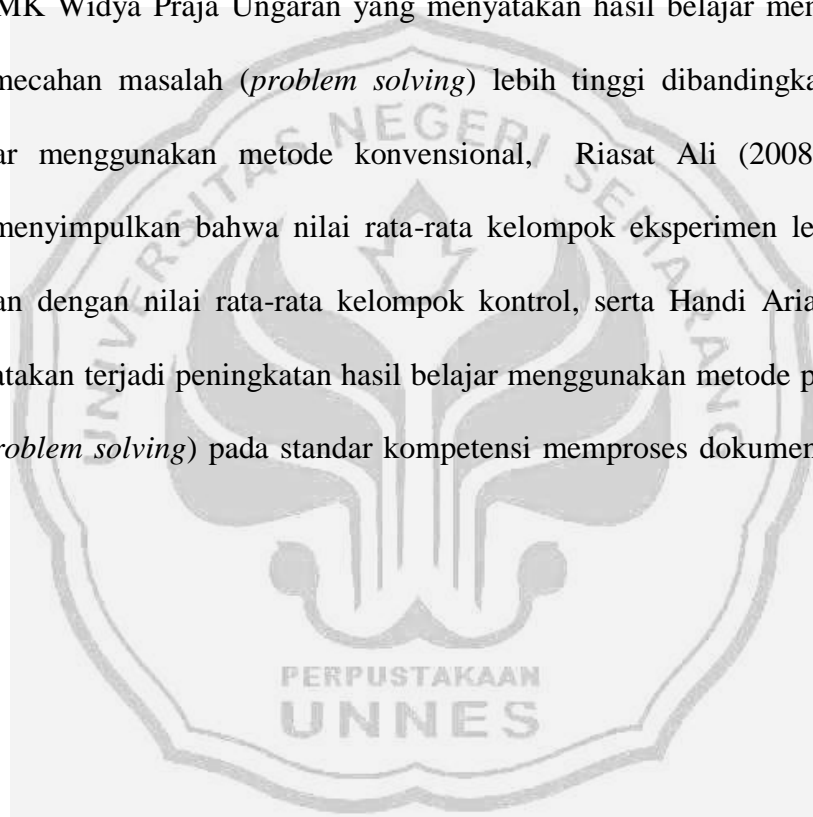 MK Widya Praja Ungaran yang menyatakan hasil belajar men
mecahan masalah (problem solving) lebih tinggi dibandingka
ar menggunakan metode konvensional, Riasat Ali (2008
menyimpulkan bahwa nilai rata-rata kelompok eksperimen le
an dengan nilai rata-rata kelompok kontrol, serta Handi Aria
atakan terjadi peningkatan hasil belajar menggunakan metode p
roblem solving) pada standar kompetensi memproses dokumen
UNIVERSITAS NEGERI SEMARANG
PERPUSTAKAAN
UNNES